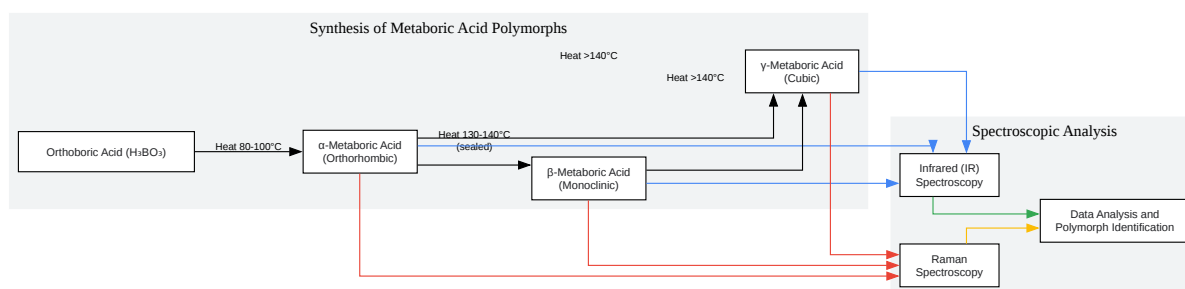 Synthesis of Metaboric Acid Polymorphs
Heat >140°C
Heat >140°C
γ-Metaboric Acid
(Cubic)
Orthoboric Acid (H₃BO₃)
Heat 80-100°C
α-Metaboric Acid
(Orthorhombic)
Heat 130-140°C
(sealed)
β-Metaboric Acid
(Monoclinic)
Spectroscopic Analysis
Infrared (IR)
Spectroscopy
Data Analysis and
Polymorph Identification
Raman
Spectroscopy